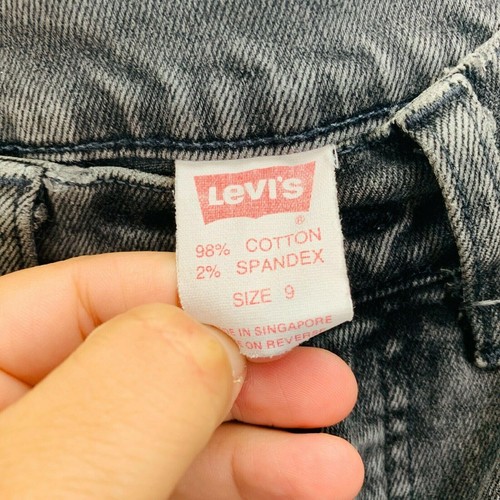 Levi's
®
98% COTTON
2% SPANDEX
SIZE 9
IN SINGAPORE
ON REVERSE